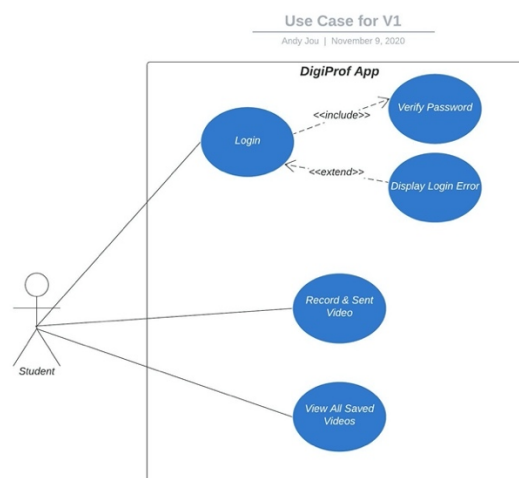 Use Case for V1
Andy Jou | November 9, 2020
DigiProf App
<<include>>
Verify Password
Login
<<extend>>
Display Login Error
Record & Sent
Video
Student
View All Saved
Videos